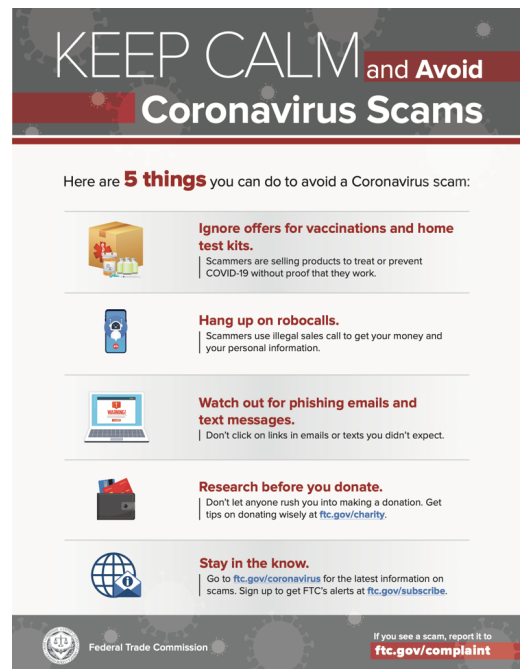 KEEP CALM and Avoid
Coronavirus Scams
Here are 5 things you can do to avoid a Coronavirus scam:
Ignore offers for vaccinations and home
test kits.
Scammers are selling products to treat or prevent
COVID-19 without proof that they work.
Hang up on robocalls.
Scammers use illegal sales call to get your money and
your personal information.
WARNING!
Watch out for phishing emails and
text messages.
Don't click on links in emails or texts you didn't expect.
Research before you donate.
Don't let anyone rush you into making a donation. Get
tips on donating wisely at ftc.gov/charity.
Stay in the know.
Go to ftc.gov/coronavirus for the latest information on
scams. Sign up to get FTC's alerts at ftc.gov/subscribe.
Federal Trade Commission
If you see a scam, report it to
ftc.gov/complaint